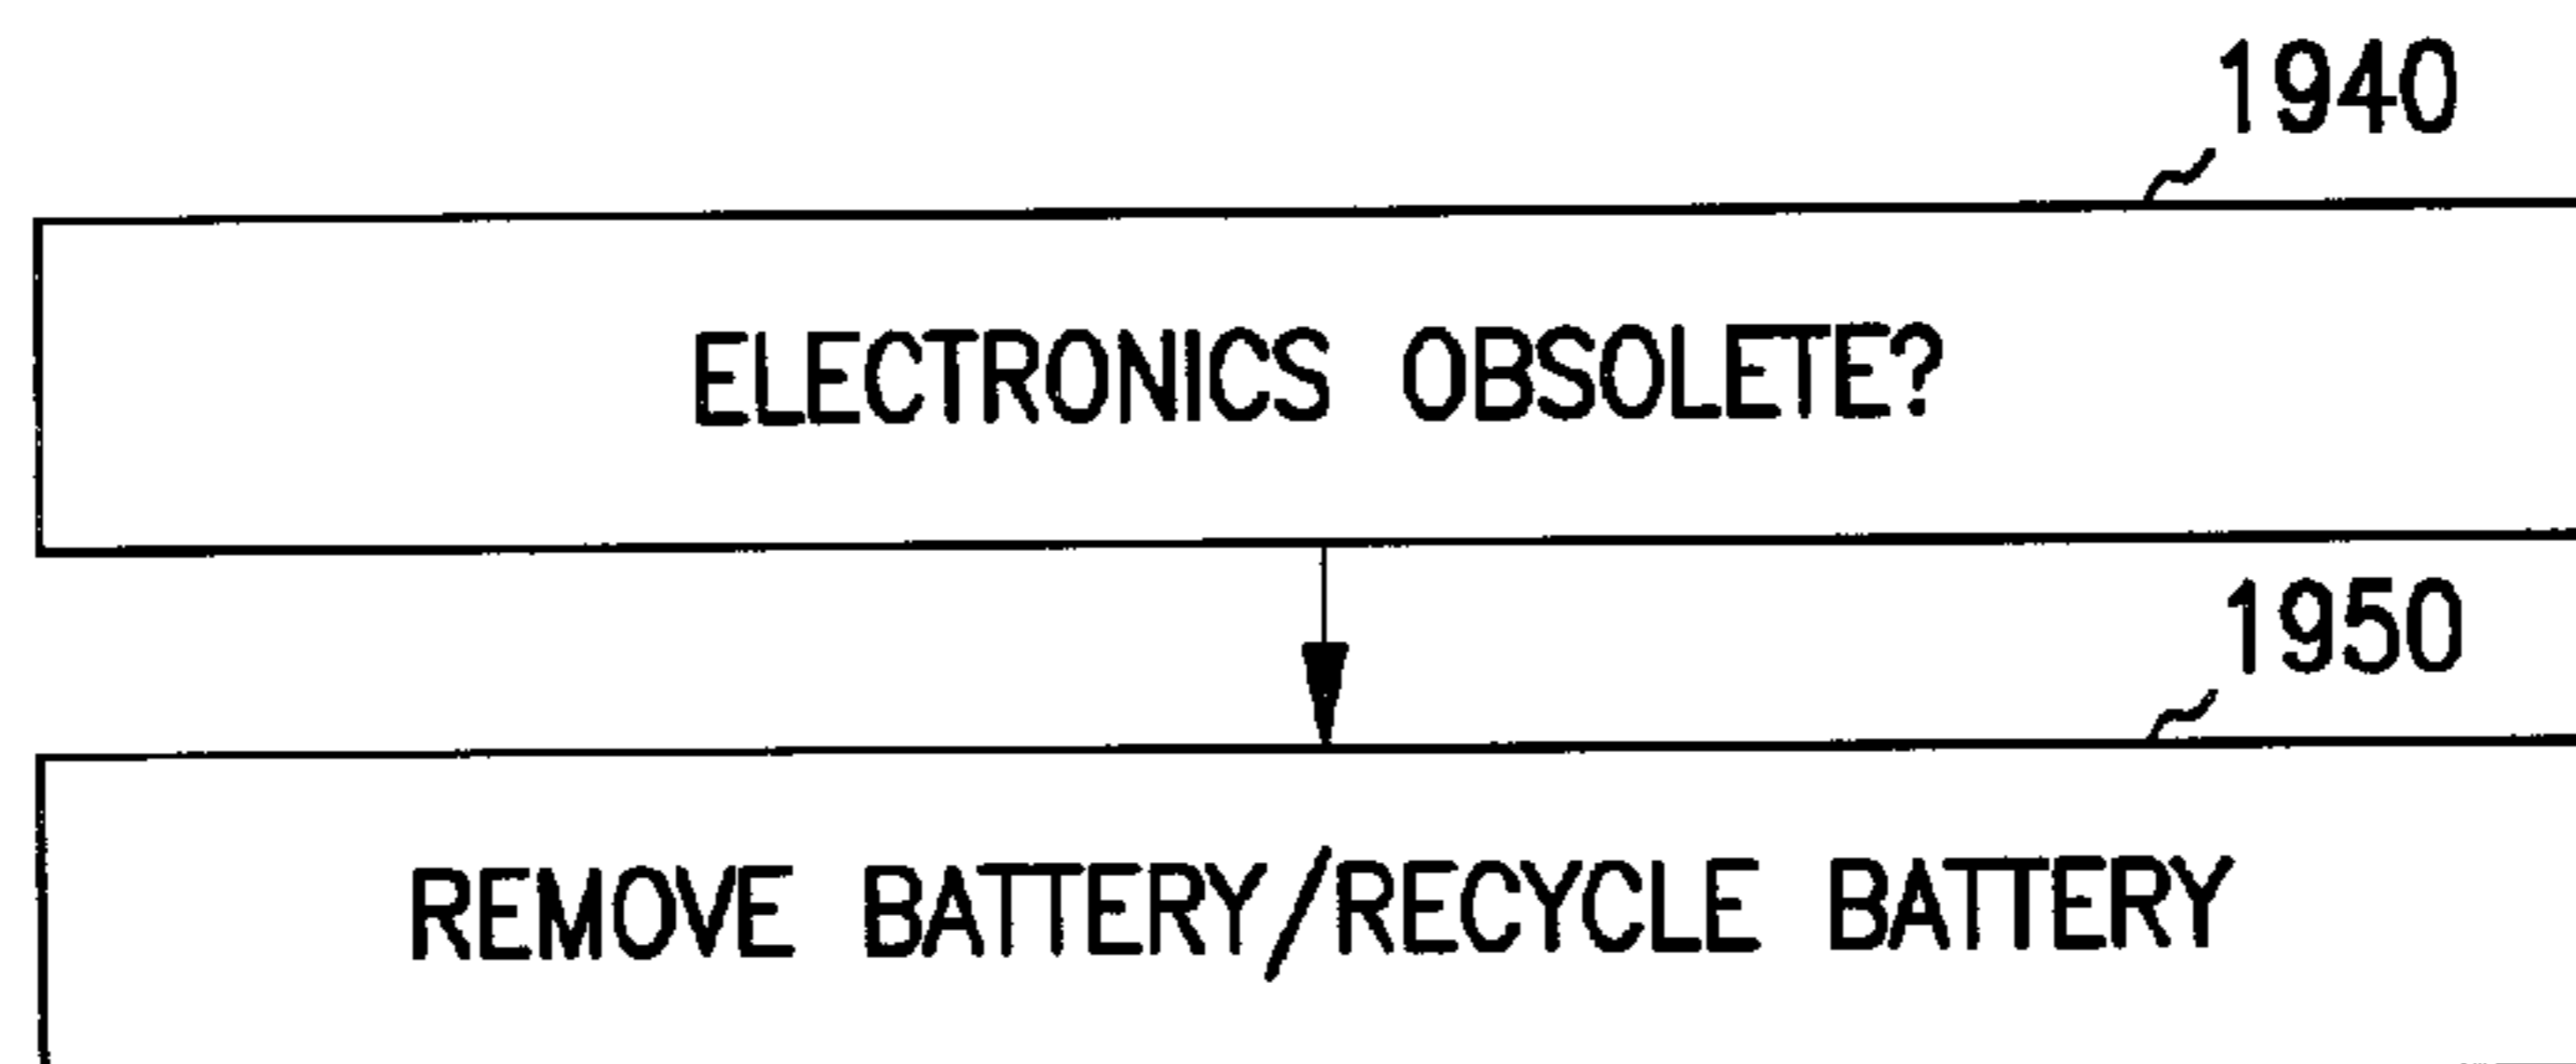 1940
ELECTRONICS OBSOLETE?
1950
REMOVE BATTERY/RECYCLE BATTERY